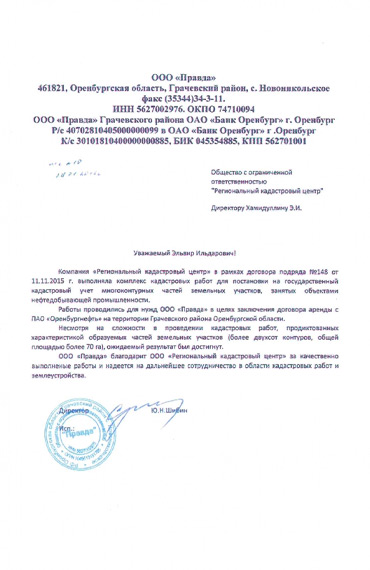 ООО «Правда»
461821, Оренбургская область, Грачевский район, с. Новоникольское
факс (35344)34-3-11.
ИНН 5627002976. ОКПО 74710094
ООО «Правда» Грачевского района ОАО «Банк Оренбург» г. Оренбург
Р/с 40702810405000000099 в ОАО «Банк Оренбург» г .Оренбург
К/с 30101810400000000885, БИК 045354885, КПП 562701001
Общество с ограниченной
ответственностью
"Региональный кадастровый центр"
Директору Хамидуллину Э.И.
Уважаемый Эльвир Ильдарович!
Компания «Региональный кадастровый центр» в рамках договора подряда №148 от
11.11.2015 г. выполняла комплекс кадастровых работ для постановки на государственный
кадастровый учет многоконтурных частей земельных участков, занятых объектами
нефтедобывающей промышленности.
Работы проводились для нужд ООО «Правда» в целях заключения договора аренды с
ПАО «Оренбургнефть» на территории Грачевского района Оренбургской области.
Несмотря на сложности в проведении кадастровых работ, продиктованных
характеристикой образуемых частей земельных участков (более двухсот контуров, общей
площадью более 70 га), ожидаемый результат был достигнут.
ООО «Правда» благодарит ООО «Региональный кадастровый центр» за качественно
выполненные работы и надеется на дальнейшее сотрудничество в области кадастровых работ и
землеустройства.
Директор Ю.Н.Шибин
Исп.:
"Правда"